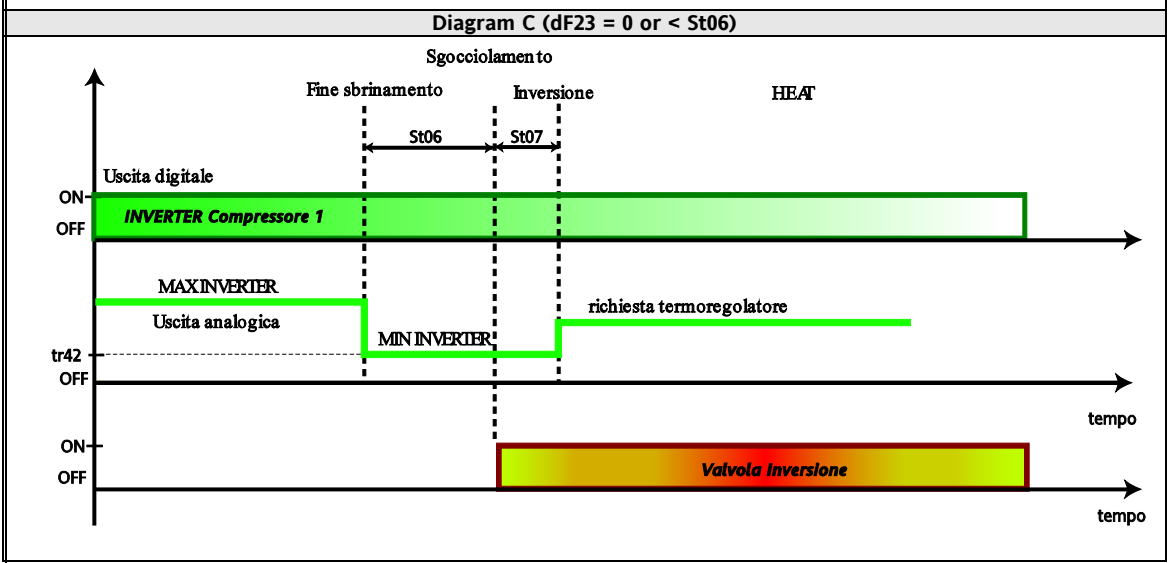 Diagram C (dF23 = 0 or < St06)
Sgocciolamento
Fine sbrinamento
Inversione
HEAT
St06
St07
Uscita digitale
ON
INVERTER Compressore 1
OFF
MAX INVERTER
richiesta termoregolatore
Uscita analogica
MIN INVERTER
tr42
OFF
tempo
ON
Valvola Inversione
OFF
tempo